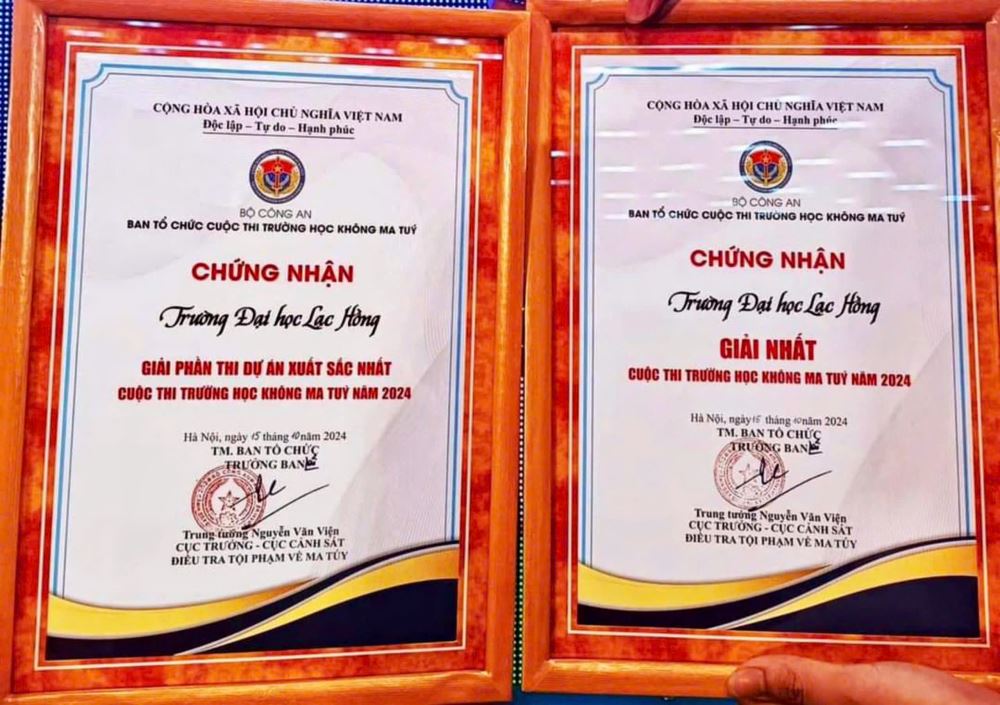 CỘNG HÒA XÃ HỘI CHỦ NGHĨA VIỆT NAM
Độc lập – Tự do – Hạnh phúc
BỘ CÔNG AN
BAN TỔ CHỨC CUỘC THI TRƯỜNG HỌC KHÔNG MA TUÝ
CHỨNG NHẬN
Trường Đại học Lạc Hồng
GIẢI PHẦN THI DỰ ÁN XUẤT SẮC NHẤT
CUỘC THI TRƯỜNG HỌC KHÔNG MA TUÝ NĂM 2024
Hà Nội, ngày 15 tháng 10 năm 2024
TM. BAN TỔ CHỨC
TRƯỞNG BAN
Trung tướng Nguyễn Văn Viện
CỤC TRƯỞNG - CỤC CẢNH SÁT
ĐIỀU TRA TỘI PHẠM VỀ MA TÚY
CỘNG HÒA XÃ HỘI CHỦ NGHĨA VIỆT NAM
Độc lập – Tự do – Hạnh phúc
BỘ CÔNG AN
BAN TỔ CHỨC CUỘC THI TRƯỜNG HỌC KHÔNG MA TUÝ
CHỨNG NHẬN
Trường Đại học Lạc Hồng
GIẢI NHẤT
CUỘC THI TRƯỜNG HỌC KHÔNG MA TUÝ NĂM 2024
Hà Nội, ngày 15 tháng 10 năm 2024
TM. BAN TỔ CHỨC
TRƯỞNG BAN
Trung tướng Nguyễn Văn Viện
CỤC TRƯỞNG - CỤC CẢNH SÁT
ĐIỀU TRA TỘI PHẠM VỀ MA TÚY